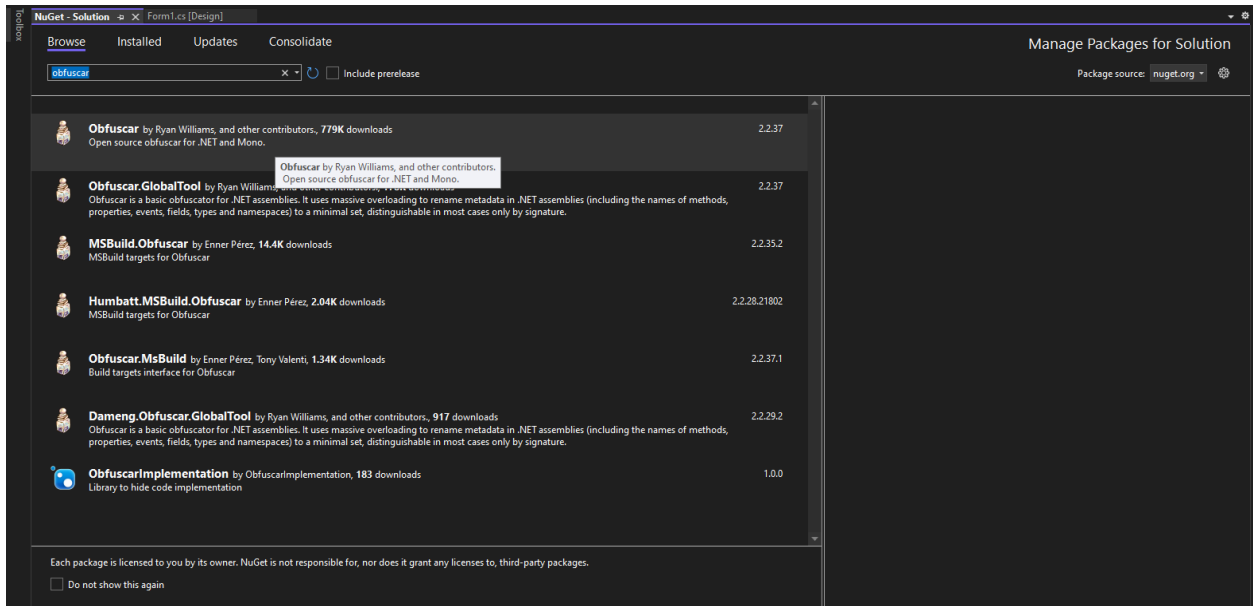 Toolbox
NuGet - Solution Form1.cs [Design]
Browse Installed Updates Consolidate
Manage Packages for Solution
obfuscar
Include prerelease
Package source: nuget.org
Obfuscar by Ryan Williams, and other contributors., 779K downloads
2.2.37
Open source obfuscar for .NET and Mono.
Obfuscar by Ryan Williams, and other contributors.
Open source obfuscar for .NET and Mono.
Obfuscar.GlobalTool by Ryan Williams,
2.2.37
Obfuscar is a basic obfuscator for .NET assemblies. It uses massive overloading to rename metadata in .NET assemblies (including the names of methods,
properties, events, fields, types and namespaces) to a minimal set, distinguishable in most cases only by signature.
MSBuild.Obfuscar by Enner Pérez, 14.4K downloads
2.2.35.2
MSBuild targets for Obfuscar
Humbatt.MSBuild.Obfuscar by Enner Pérez, 2.04K downloads
2.2.28.21802
MSBuild targets for Obfuscar
Obfuscar.MsBuild by Enner Pérez, Tony Valenti, 1.34K downloads
2.2.37.1
Build targets interface for Obfuscar
Dameng.Obfuscar.GlobalTool by Ryan Williams, and other contributors., 917 downloads
2.2.29.2
Obfuscar is a basic obfuscator for .NET assemblies. It uses massive overloading to rename metadata in .NET assemblies (including the names of methods,
properties, events, fields, types and namespaces) to a minimal set, distinguishable in most cases only by signature.
ObfuscarImplementation by ObfuscarImplementation, 183 downloads
1.0.0
Library to hide code implementation
Each package is licensed to you by its owner. NuGet is not responsible for, nor does it grant any licenses to, third-party packages.
Do not show this again